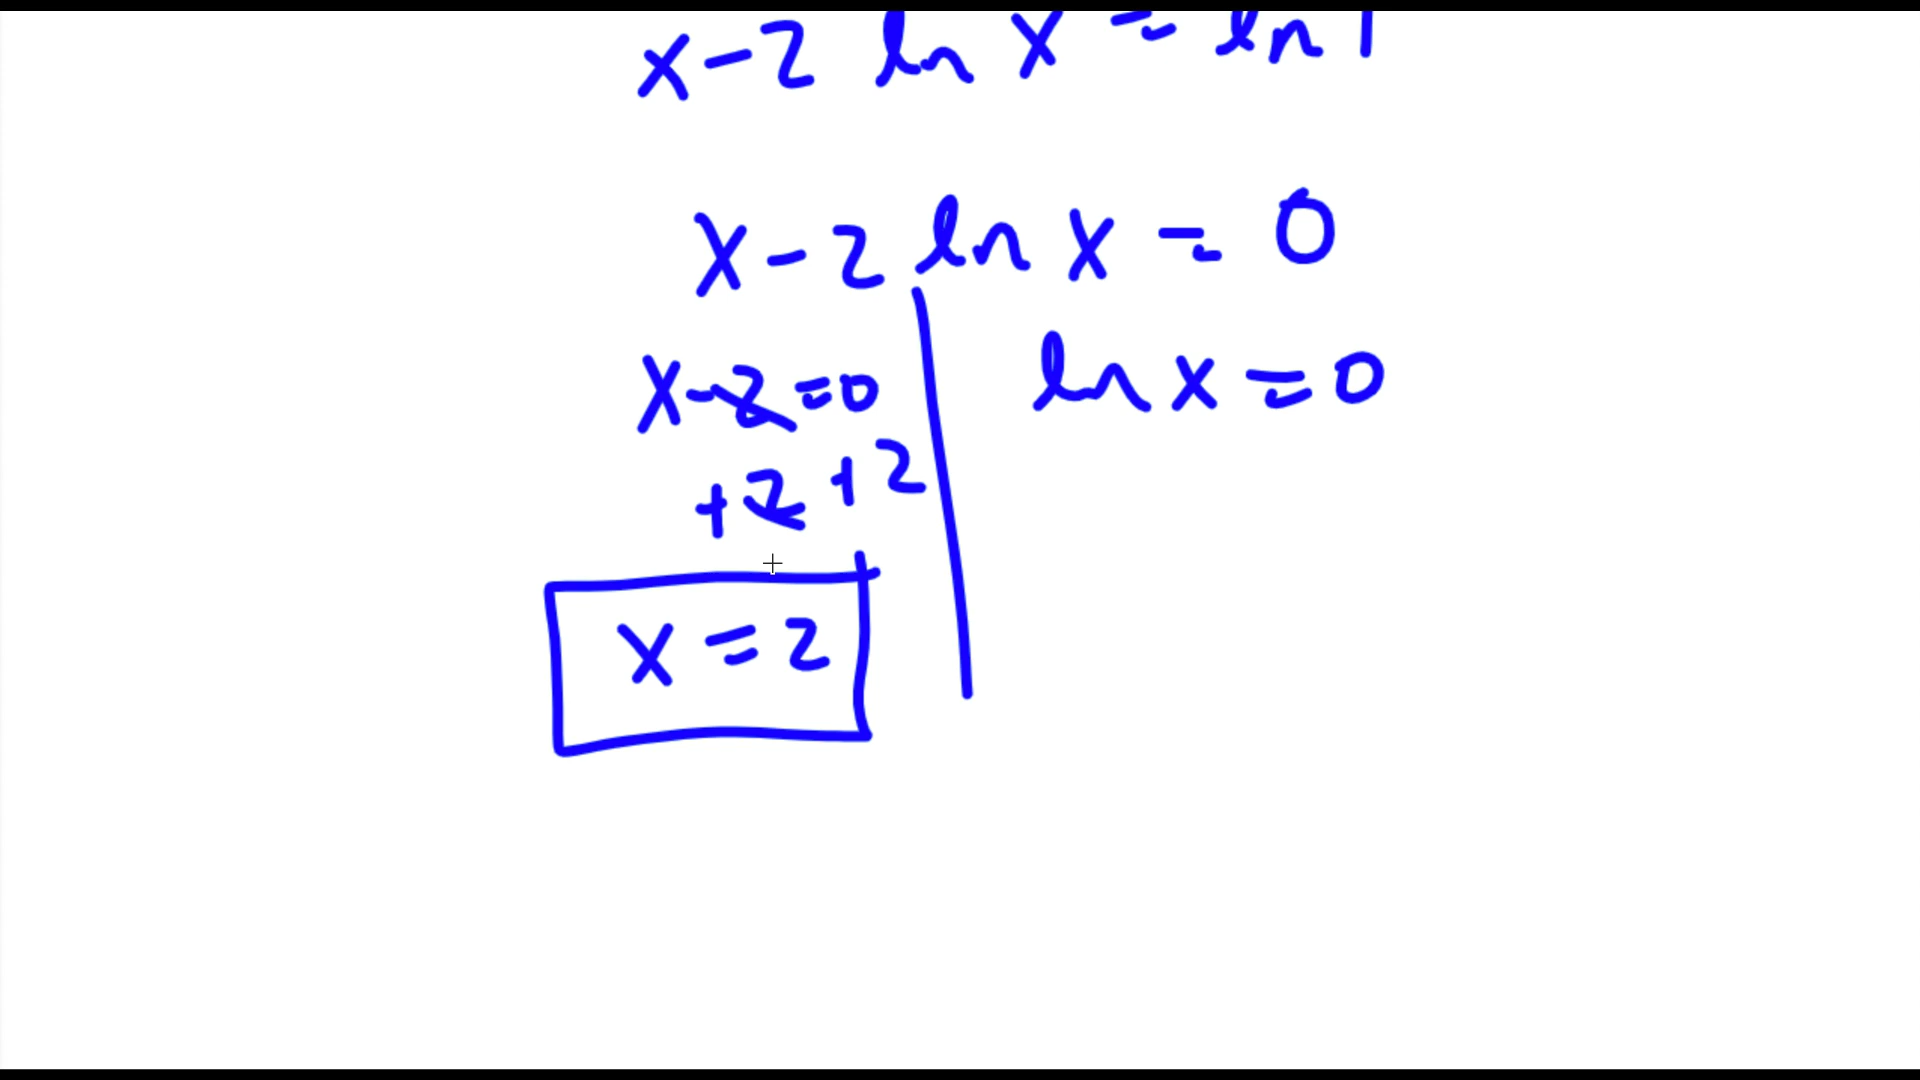 x-2 ln x = ln 1
x-2 ln x = 0
x-2=0
ln x = 0
+2 +2
x = 2